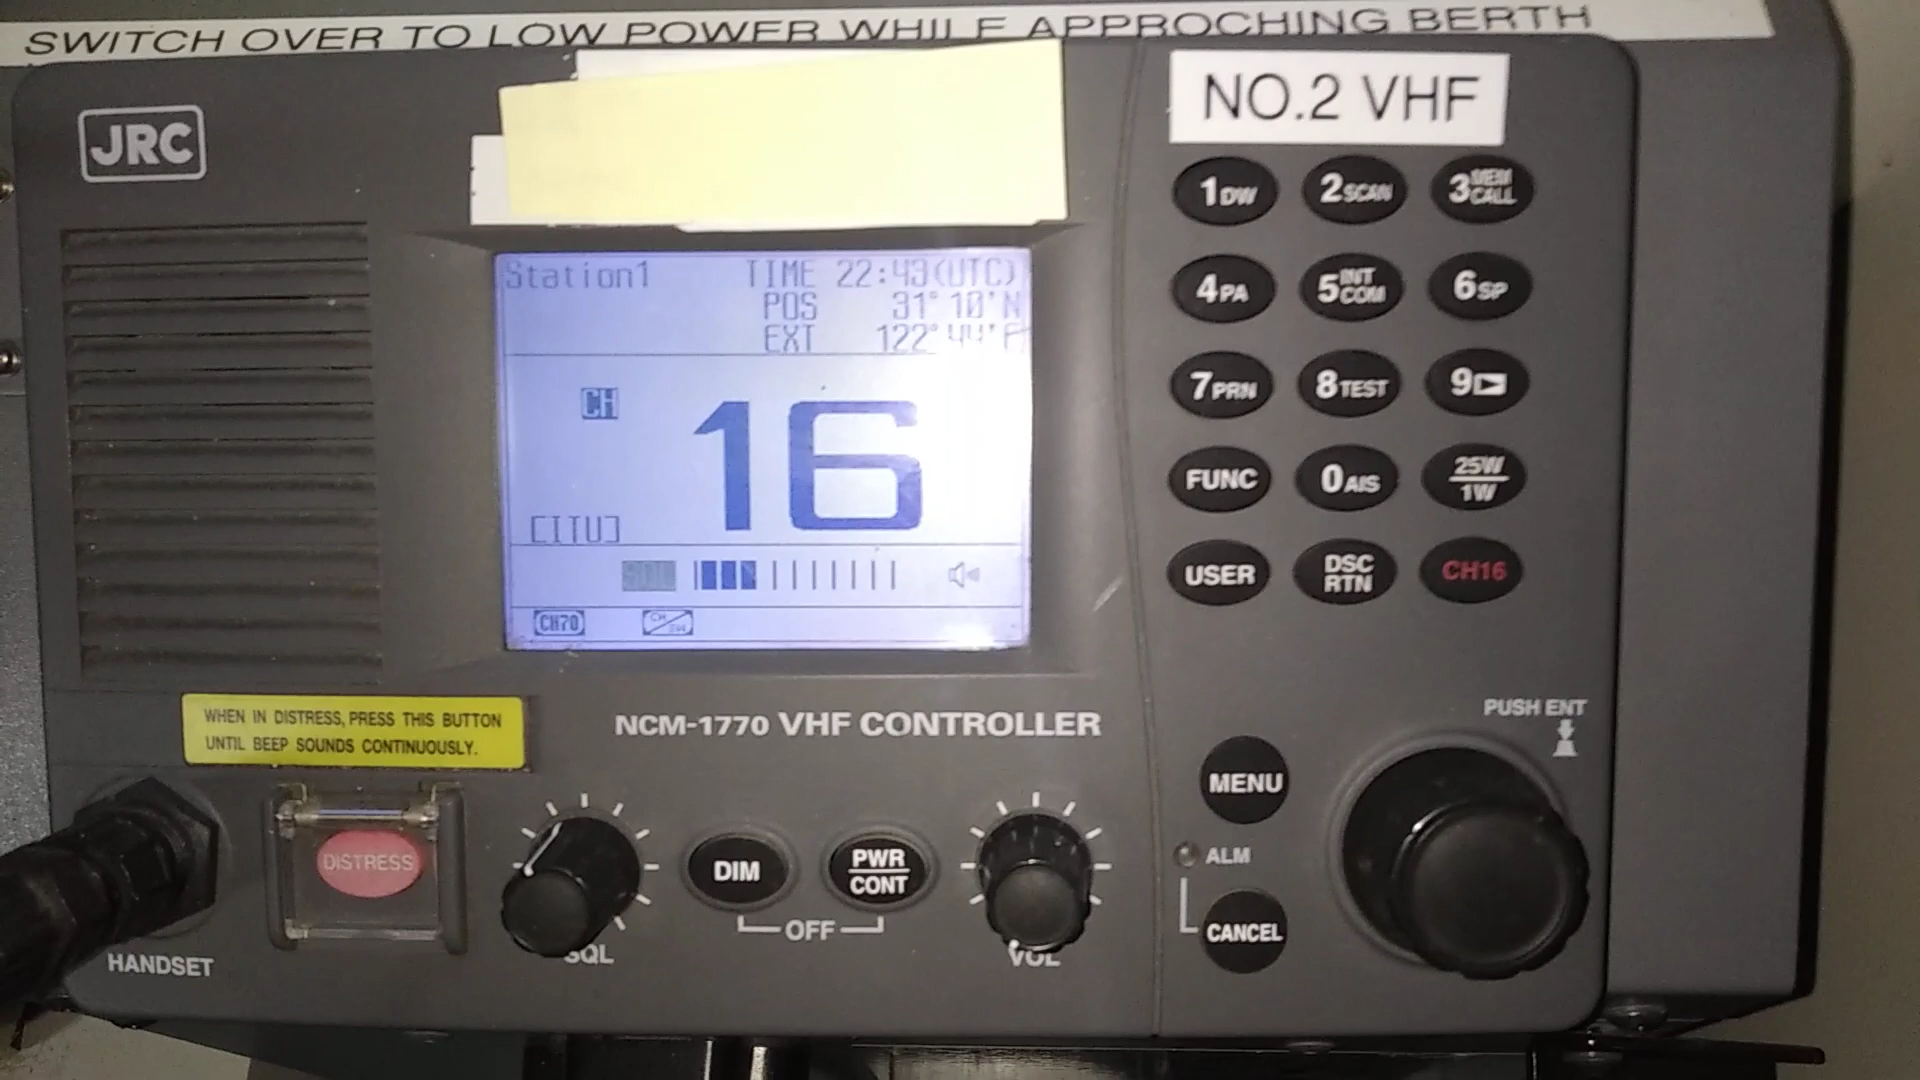 SWITCH OVER TO LOW POWER WHILE APPROCHING BERTH
JRC
NO.2 VHF
1DW 2SCAN 3MEM CALL
4PA 5INT COM 6SP
7PRN 8TEST 9
FUNC 0AIS 25W/1W
USER DSC RTN CH16
Station1 TIME 22:43(UTC)
POS 31°10'N
EXT 122°44'E
CH
16
[ITU]
SQL
CH70
WHEN IN DISTRESS, PRESS THIS BUTTON
UNTIL BEEP SOUNDS CONTINUOUSLY.
NCM-1770 VHF CONTROLLER
PUSH ENT
MENU
DISTRESS
DIM
PWR
CONT
ALM
OFF
CANCEL
HANDSET
SQL
VOL